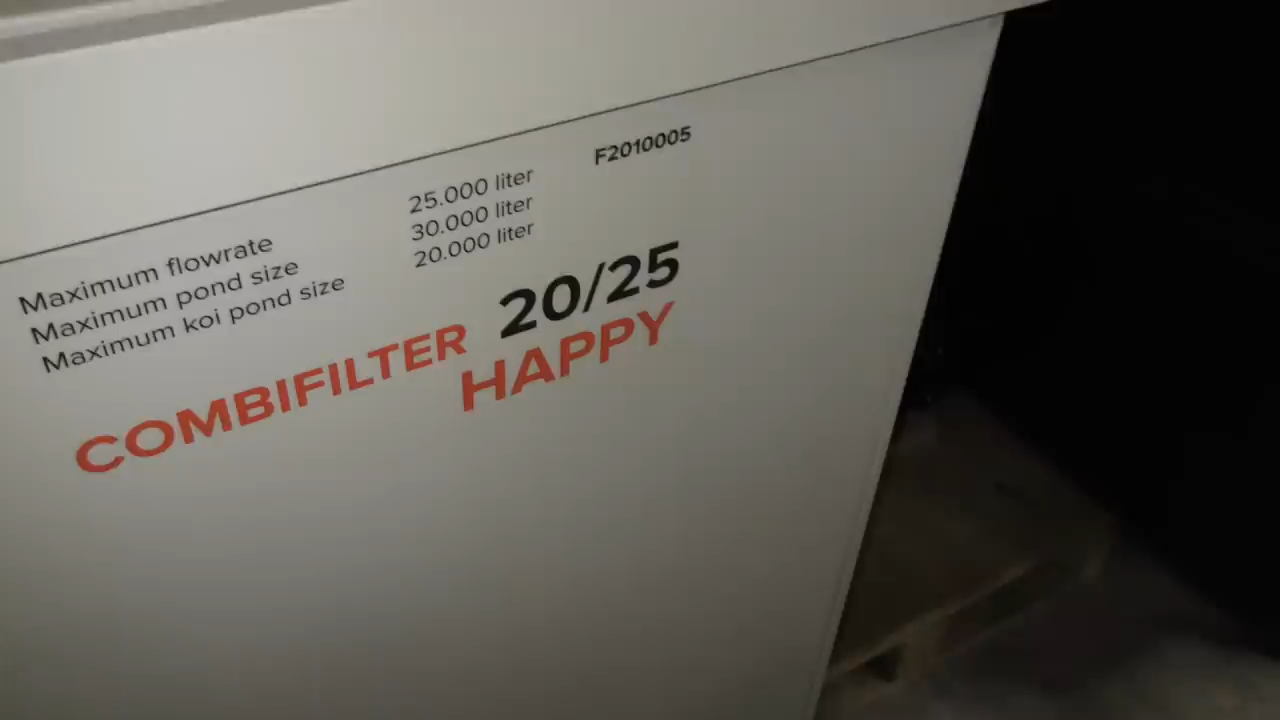 F2010005
Maximum flowrate 25.000 liter
Maximum pond size 30.000 liter
Maximum koi pond size 20.000 liter
COMBIFILTER 20/25
HAPPY